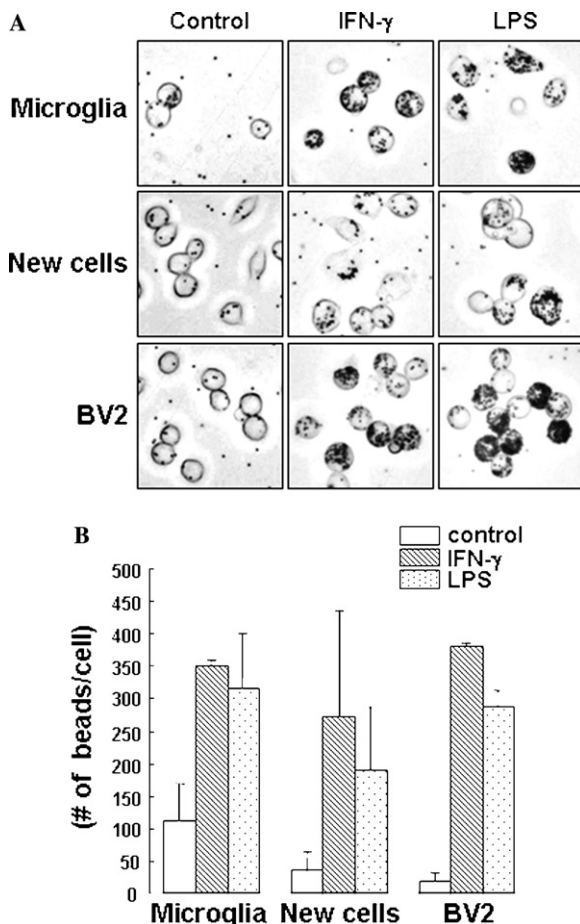 A
Control
IFN-γ
LPS
Microglia
New cells
BV2
B
control
IFN-γ
LPS
(# of beads/cell)
500
450
400
350
300
250
200
150
100
50
0
Microglia
New cells
BV2